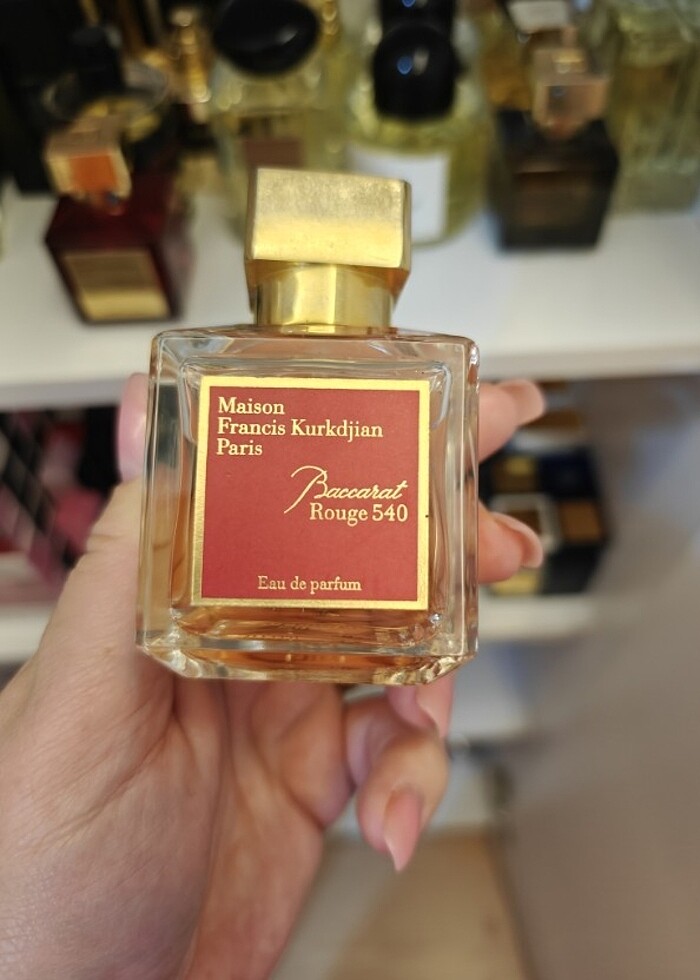 Maison
Francis Kurkdjian
Paris
Baccarat
Rouge 540
Eau de parfum